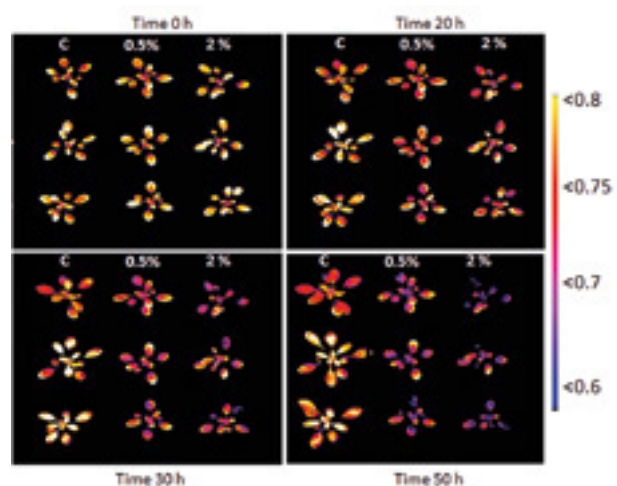 Time 0 h
Time 20 h
C 0.5% 2 %
C 0.5% 2 %
<0.8
<0.75
<0.7
<0.6
C 0.5% 2 %
C 0.5% 2 %
Time 30 h
Time 50 h